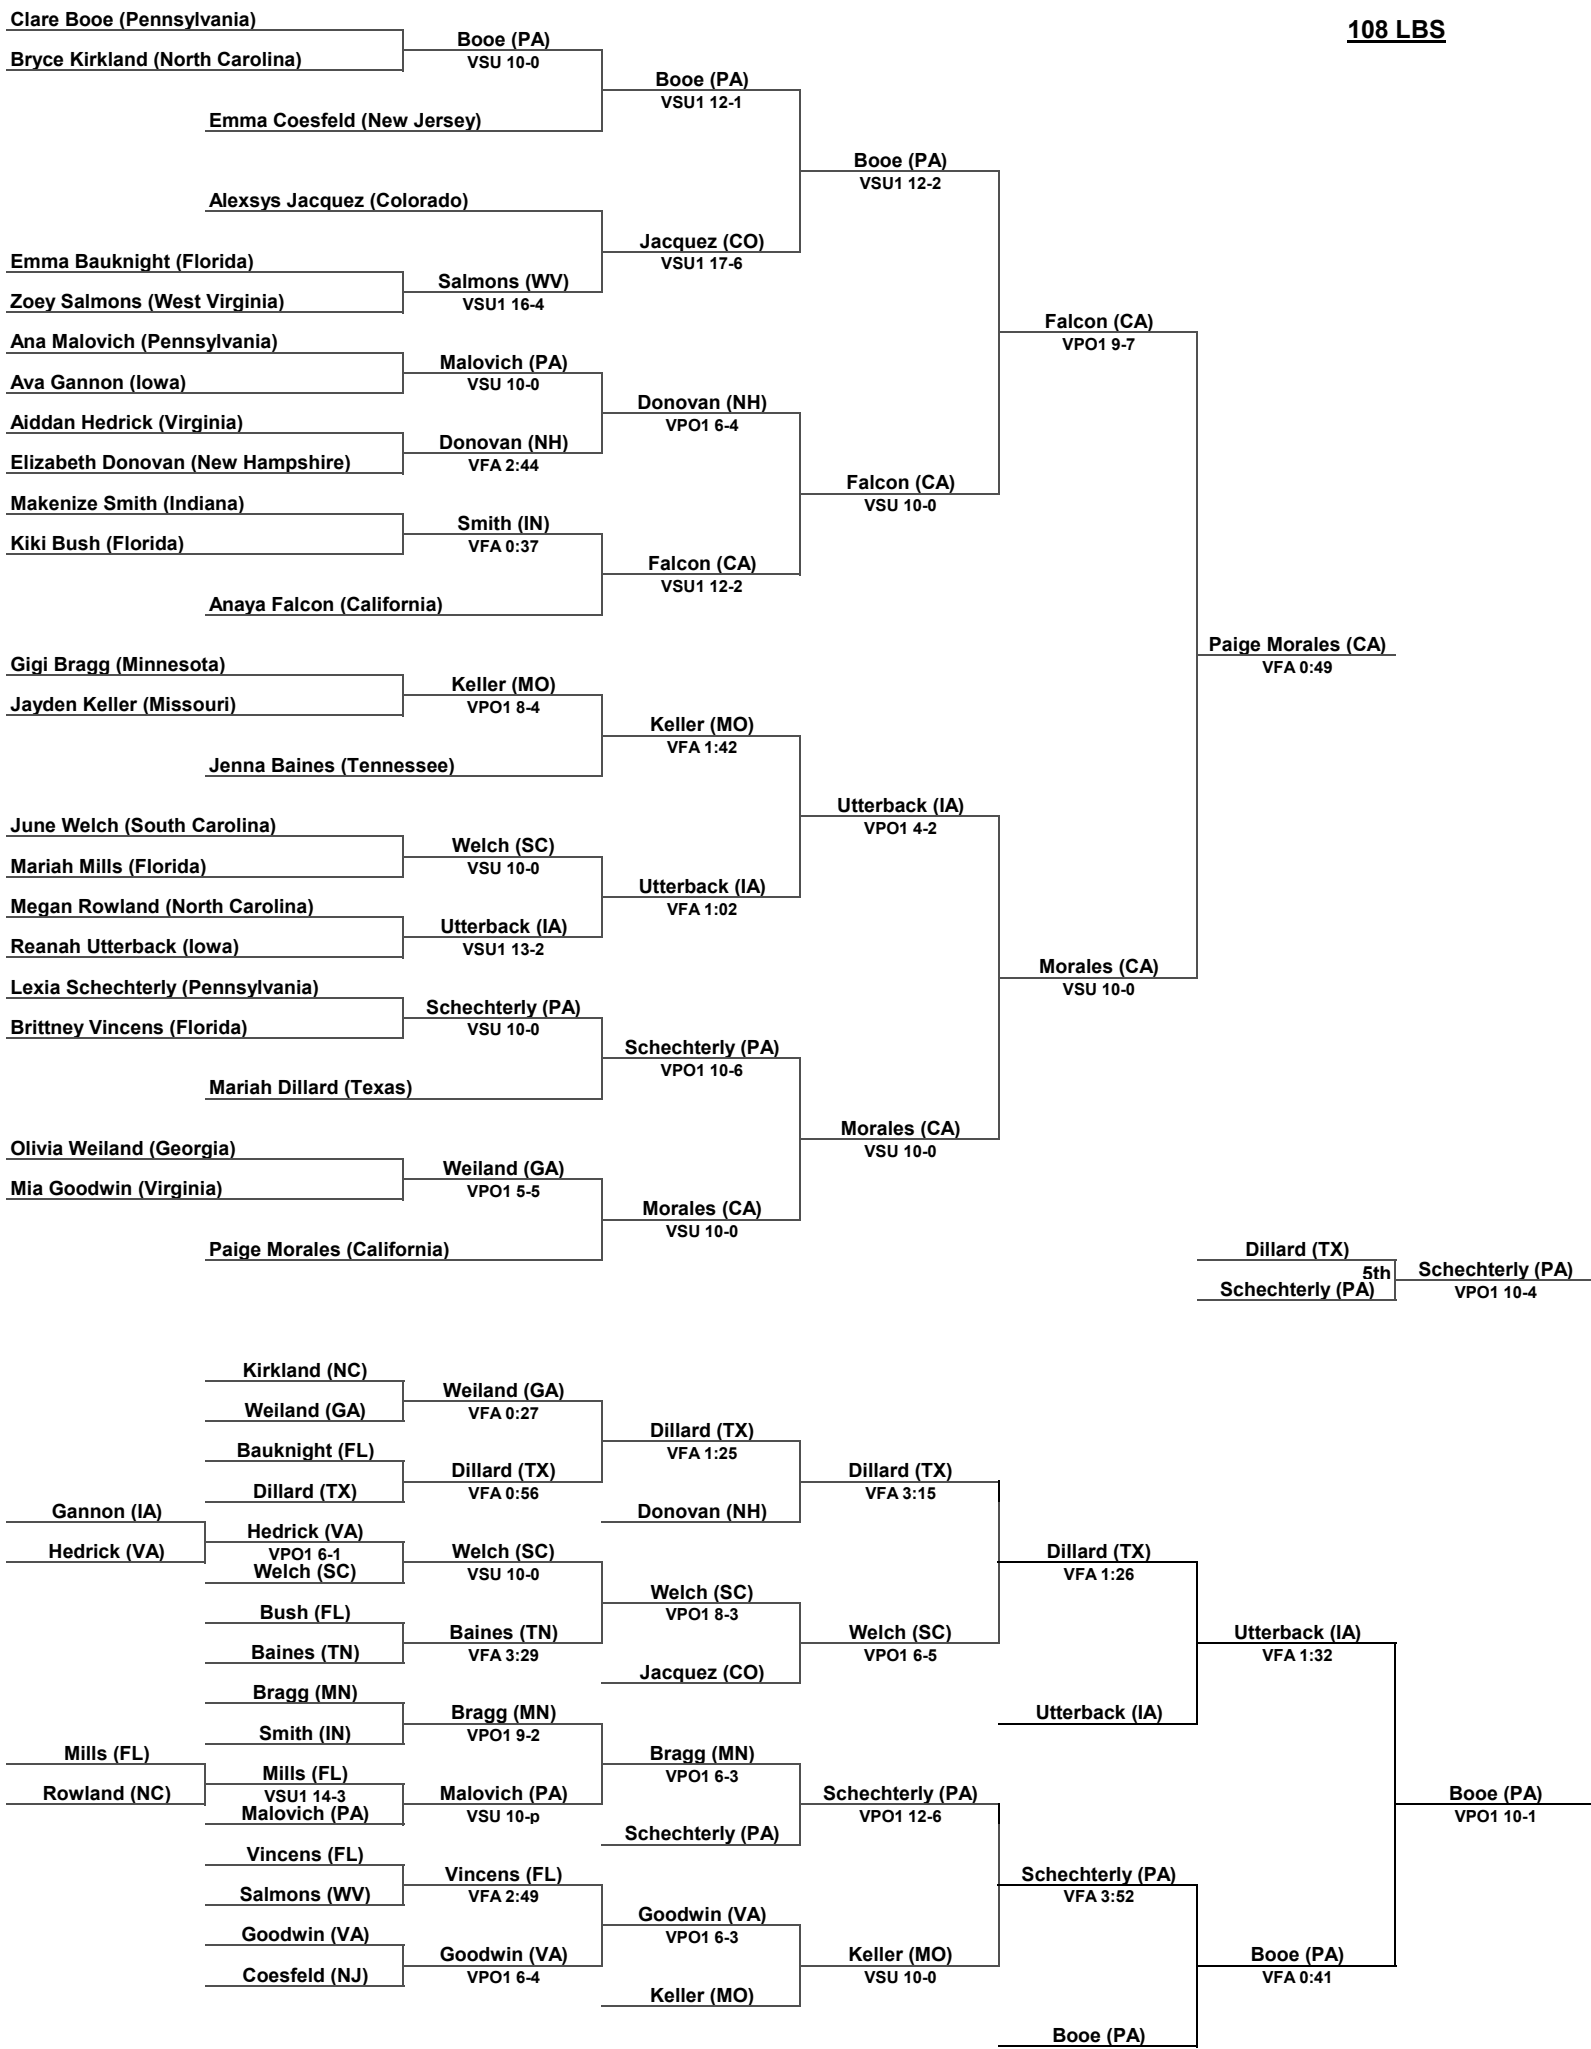 Clare Booe (Pennsylvania)
108 LBS
Booe (PA)
Bryce Kirkland (North Carolina)
VSU 10-0
Booe (PA)
VSU1 12-1
Emma Coesfeld (New Jersey)
Booe (PA)
VSU1 12-2
Alexsys Jacquez (Colorado)
Jacquez (CO)
VSU1 17-6
Emma Bauknight (Florida)
Salmons (WV)
Zoey Salmons (West Virginia)
VSU1 16-4
Falcon (CA)
VPO1 9-7
Ana Malovich (Pennsylvania)
Malovich (PA)
Ava Gannon (Iowa)
VSU 10-0
Donovan (NH)
VPO1 6-4
Aiddan Hedrick (Virginia)
Donovan (NH)
Elizabeth Donovan (New Hampshire)
VFA 2:44
Falcon (CA)
VSU 10-0
Makenize Smith (Indiana)
Smith (IN)
Kiki Bush (Florida)
VFA 0:37
Falcon (CA)
VSU1 12-2
Anaya Falcon (California)
Paige Morales (CA)
VFA 0:49
Gigi Bragg (Minnesota)
Keller (MO)
Jayden Keller (Missouri)
VPO1 8-4
Keller (MO)
VFA 1:42
Jenna Baines (Tennessee)
Utterback (IA)
VPO1 4-2
June Welch (South Carolina)
Welch (SC)
Mariah Mills (Florida)
VSU 10-0
Utterback (IA)
VFA 1:02
Megan Rowland (North Carolina)
Utterback (IA)
Reanah Utterback (Iowa)
VSU1 13-2
Morales (CA)
VSU 10-0
Lexia Schechterly (Pennsylvania)
Schechterly (PA)
Brittney Vincens (Florida)
VSU 10-0
Schechterly (PA)
VPO1 10-6
Mariah Dillard (Texas)
Morales (CA)
VSU 10-0
Olivia Weiland (Georgia)
Weiland (GA)
Mia Goodwin (Virginia)
VPO1 5-5
Morales (CA)
VSU 10-0
Paige Morales (California)
Dillard (TX)
5th
Schechterly (PA)
Schechterly (PA)
VPO1 10-4
Kirkland (NC)
Weiland (GA)
Weiland (GA)
VFA 0:27
Dillard (TX)
VFA 1:25
Bauknight (FL)
Dillard (TX)
Dillard (TX)
VFA 0:56
Dillard (TX)
VFA 3:15
Gannon (IA)
Donovan (NH)
Hedrick (VA)
Hedrick (VA)
VPO1 6-1
Welch (SC)
Welch (SC)
VSU 10-0
Dillard (TX)
VFA 1:26
Welch (SC)
VPO1 8-3
Bush (FL)
Baines (TN)
Baines (TN)
VFA 3:29
Welch (SC)
VPO1 6-5
Utterback (IA)
VFA 1:32
Jacquez (CO)
Bragg (MN)
Bragg (MN)
Smith (IN)
VPO1 9-2
Utterback (IA)
Mills (FL)
Bragg (MN)
VPO1 6-3
Rowland (NC)
Mills (FL)
VSU1 14-3
Malovich (PA)
Malovich (PA)
VSU 10-p
Schechterly (PA)
VPO1 12-6
Booe (PA)
VPO1 10-1
Schechterly (PA)
Vincens (FL)
Vincens (FL)
Salmons (WV)
VFA 2:49
Schechterly (PA)
VFA 3:52
Goodwin (VA)
VPO1 6-3
Goodwin (VA)
Goodwin (VA)
Coesfeld (NJ)
VPO1 6-4
Keller (MO)
VSU 10-0
Booe (PA)
VFA 0:41
Keller (MO)
Booe (PA)